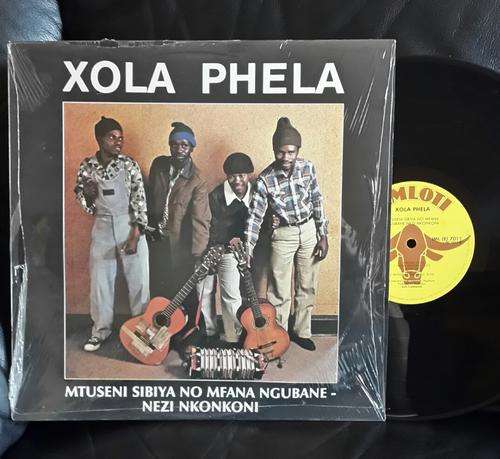 XOLA PHELA
MTUSENI SIBIYA NO MFANA NGUBANE -
NEZI NKONKONI
MLOTI
XOLA PHELA